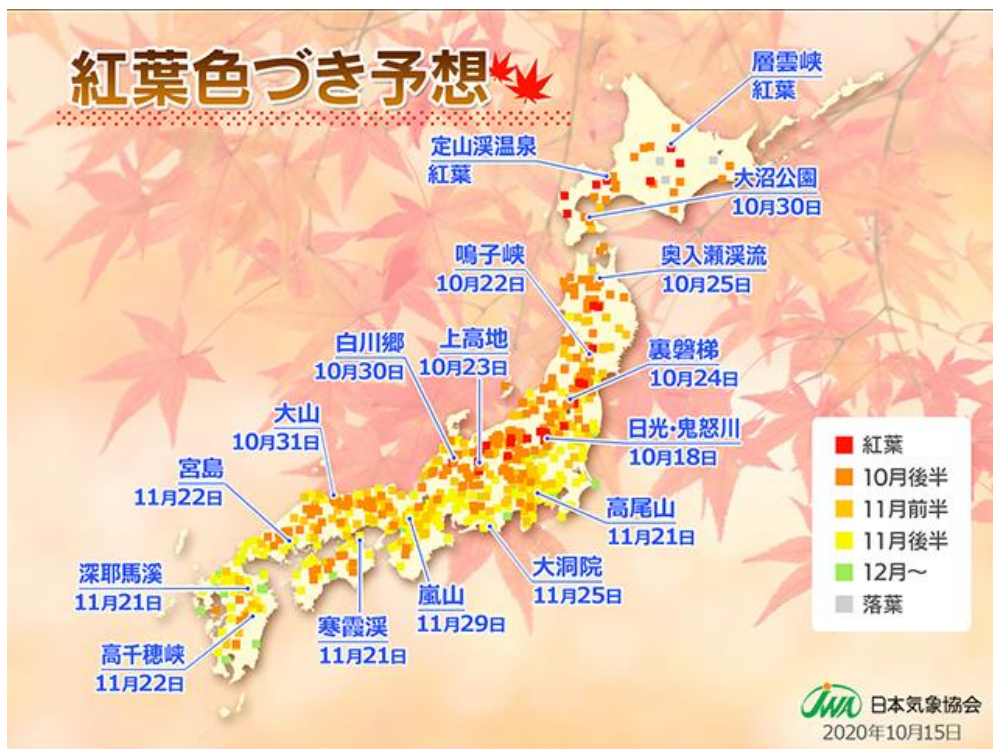 紅葉色づき予想
層雲峡
紅葉
定山渓温泉
紅葉
大沼公園
10月30日
鳴子峡
10月22日
奥入瀬渓流
10月25日
白川郷
10月30日
上高地
10月23日
裏磐梯
10月24日
大山
10月31日
日光・鬼怒川
10月18日
宮島
11月22日
高尾山
11月21日
深耶馬溪
11月21日
大洞院
11月25日
嵐山
11月29日
寒霞渓
11月21日
高千穂峡
11月22日
紅葉
10月後半
11月前半
11月後半
12月～
落葉
JWA 日本気象協会
2020年10月15日